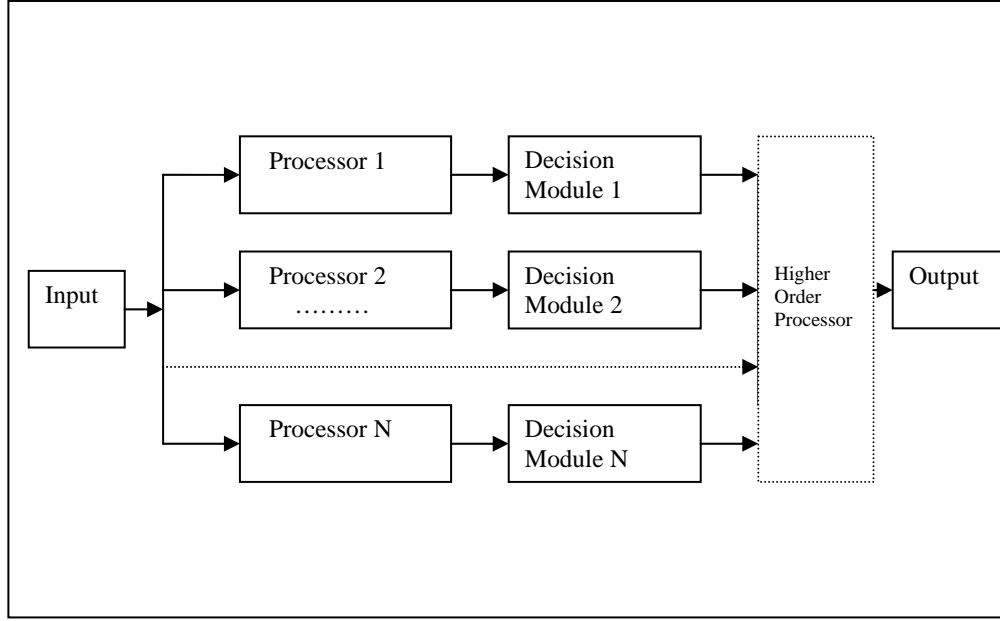 Processor 1
Decision
Module 1
Input
Processor 2
………
Decision
Module 2
Higher
Order
Processor
Output
Processor N
Decision
Module N